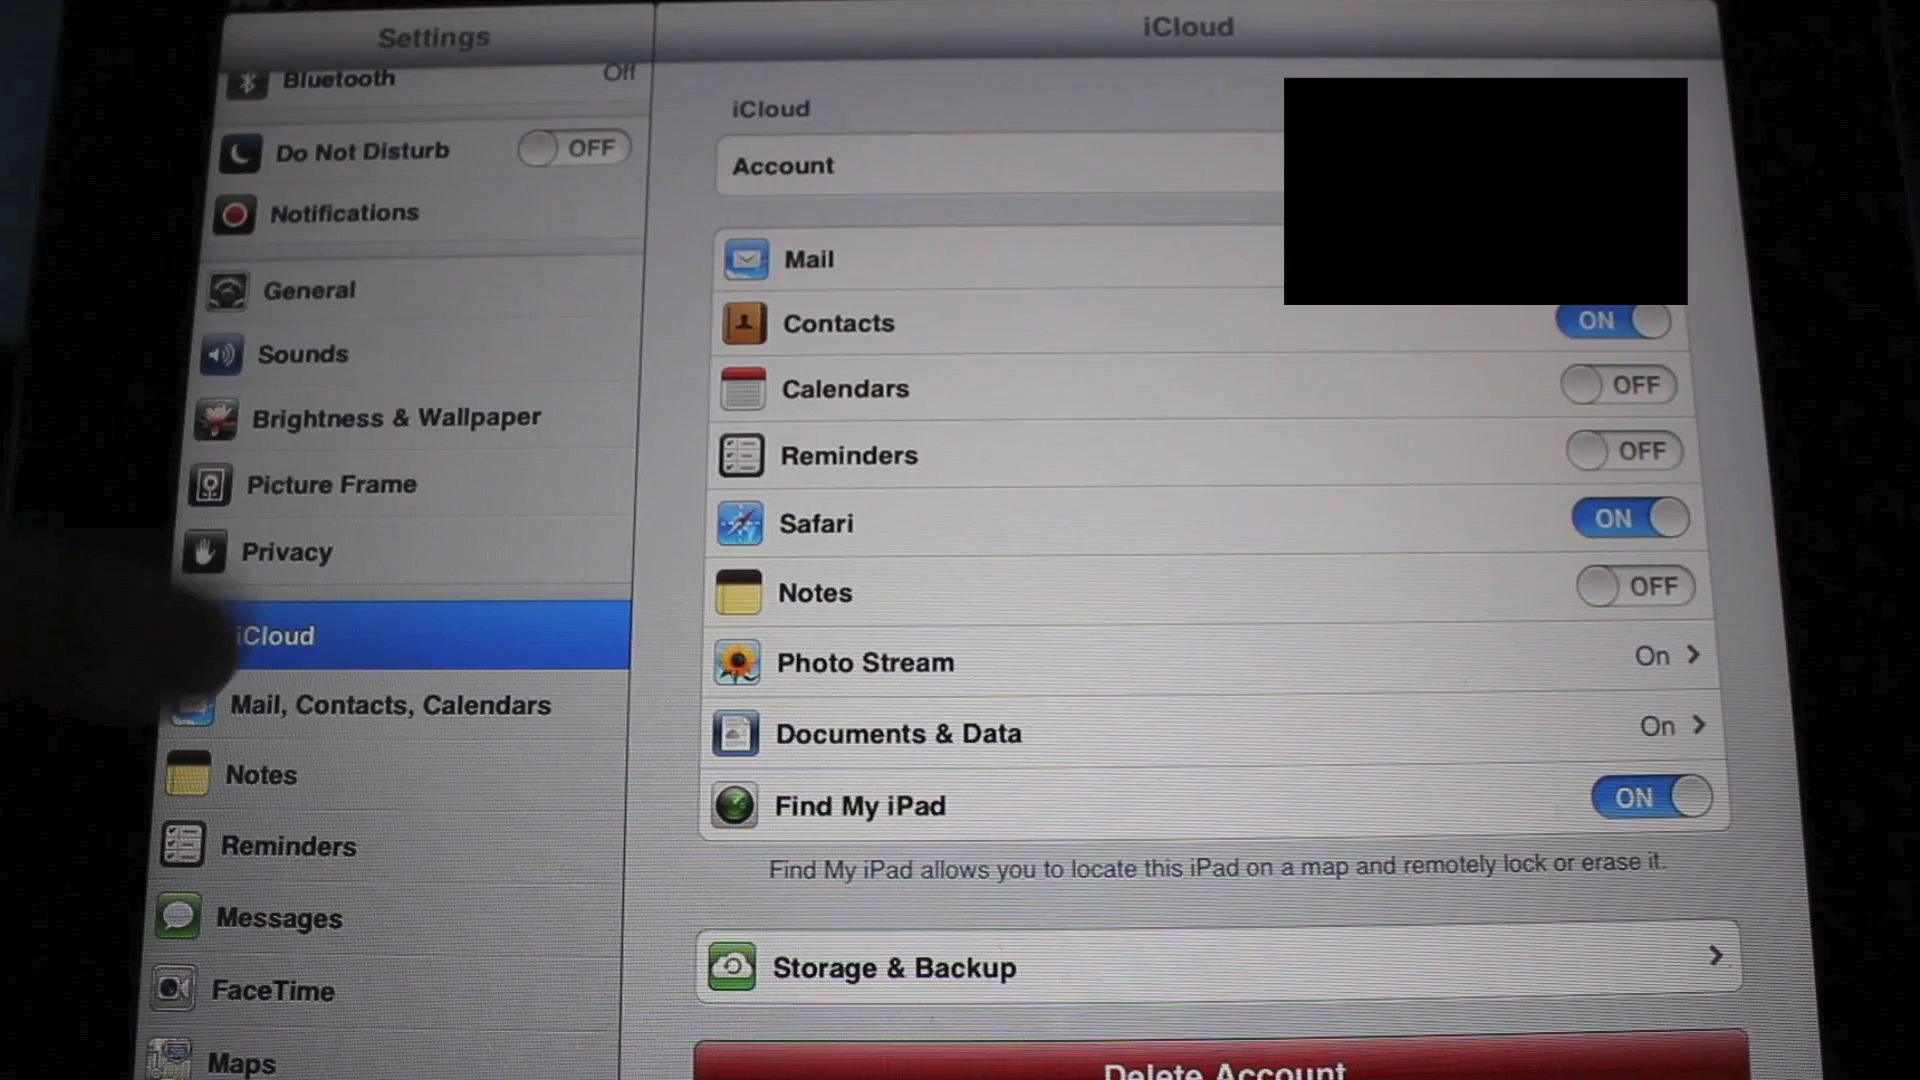 Settings
Bluetooth Off
Do Not Disturb OFF
Notifications
General
Sounds
Brightness & Wallpaper
Picture Frame
Privacy
iCloud
Mail, Contacts, Calendars
Notes
Reminders
Messages
FaceTime
Maps
iCloud
iCloud
Account
Mail
Contacts ON
Calendars OFF
Reminders OFF
Safari ON
Notes OFF
Photo Stream On
Documents & Data On
Find My iPad ON
Find My iPad allows you to locate this iPad on a map and remotely lock or erase it.
Storage & Backup
Delete Account